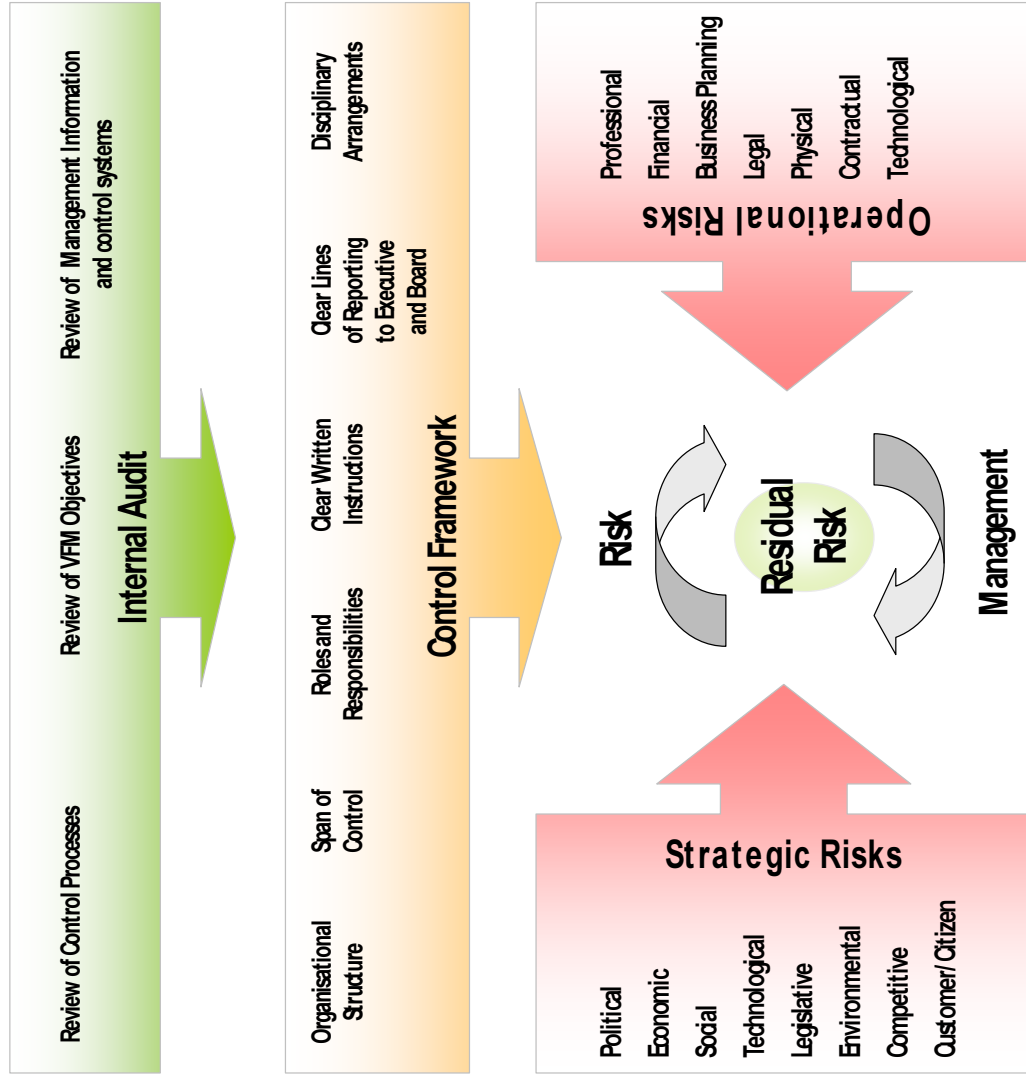 Review of Control Processes
Review of VFM Objectives
Review of Management Information
and control systems
Internal Audit
Organisational
Structure
Span of
Control
Roles and
Responsibilities
Clear Written
Instructions
Clear Lines
of Reporting
to Executive
and Board
Disciplinary
Arrangements
Control Framework
Political
Economic
Social
Technological
Legislative
Environmental
Competitive
Customer/ Citizen
Strategic Risks
Risk
Residual
Risk
Management
Operational Risks
Professional
Financial
Business Planning
Legal
Physical
Contractual
Technological